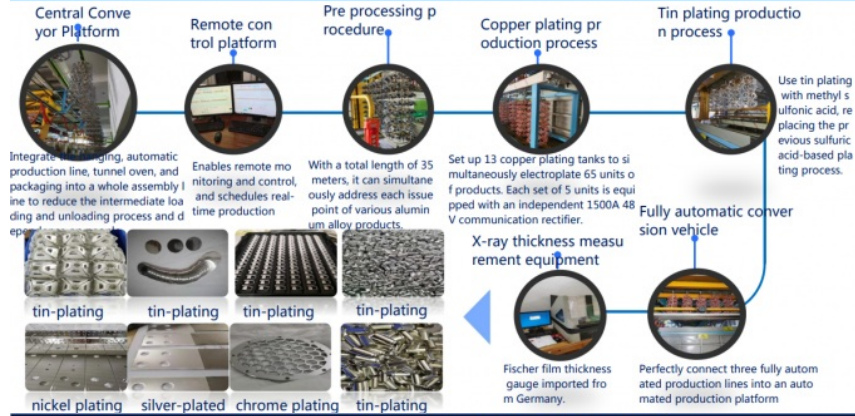 Central Conve
yor Platform
Remote con
trol platform
Pre processing p
rocedure
Copper plating pr
oduction process
Tin plating productio
n process
Integrate the hanging, automatic
production line, tunnel oven, and
packaging into a whole assembly l
ine to reduce the intermediate loa
ding and unloading process and d
Enables remote mo
nitoring and control,
and schedules real-
time production
With a total length of 35
meters, it can simultane
ously address each issue
point of various alumin
um alloy products.
Set up 13 copper plating tanks to si
multaneously electroplate 65 units o
f products. Each set of 5 units is equi
pped with an independent 1500A 48
V communication rectifier.
Use tin plating
with methyl s
ulfonic acid, re
placing the pr
evious sulfuric
acid-based pla
ting process.
Fully automatic conver
sion vehicle
X-ray thickness measu
rement equipment
Perfectly connect three fully autom
ated production lines into an auto
mated production platform
Fischer film thickness
gauge imported fro
m Germany.
tin-plating
tin-plating
tin-plating
tin-plating
nickel plating
silver-plated
chrome plating
tin-plating